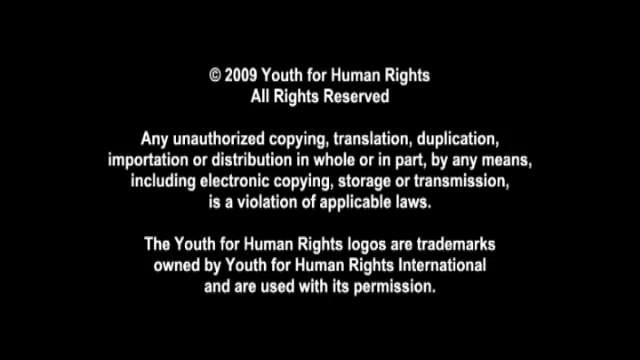 © 2009 Youth for Human Rights
All Rights Reserved
Any unauthorized copying, translation, duplication,
importation or distribution in whole or in part, by any means,
including electronic copying, storage or transmission,
is a violation of applicable laws.
The Youth for Human Rights logos are trademarks
owned by Youth for Human Rights International
and are used with its permission.